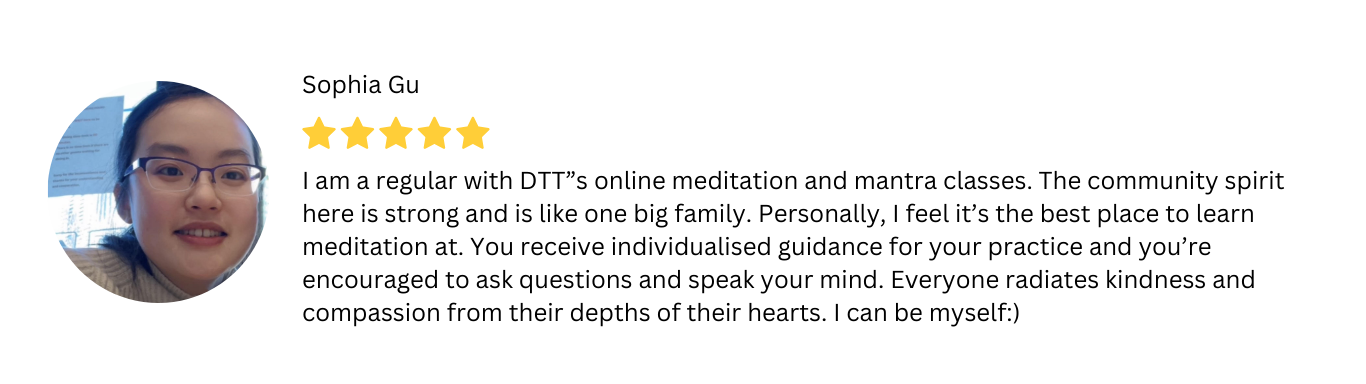 Sophia Gu
I am a regular with DTT”s online meditation and mantra classes. The community spirit
here is strong and is like one big family. Personally, I feel it’s the best place to learn
meditation at. You receive individualised guidance for your practice and you’re
encouraged to ask questions and speak your mind. Everyone radiates kindness and
compassion from their depths of their hearts. I can be myself:)